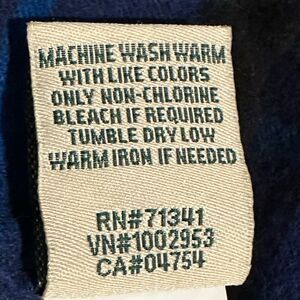 MACHINE WASH WARM
WITH LIKE COLORS
ONLY NON-CHLORINE
BLEACH IF REQUIRED
TUMBLE DRY LOW
WARM IRON IF NEEDED
RN#71341
VN#1002953
CA#04754